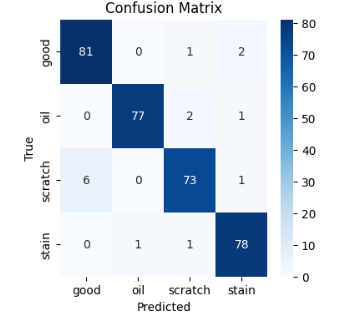 Confusion Matrix
True
good 81 0 1 2
oil 0 77 2 1
scratch 6 0 73 1
stain 0 1 1 78
good oil scratch stain
Predicted
80
70
60
50
40
30
20
10
0